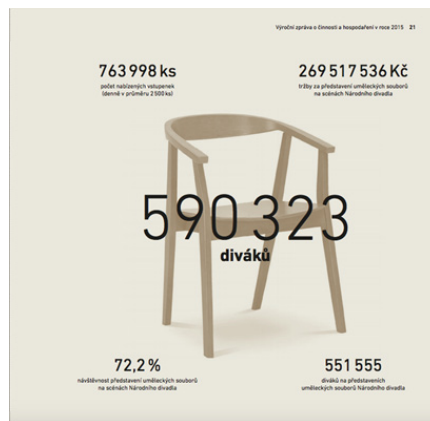 Výroční zpráva o činnosti a hospodaření v roce 2015 21
763 998 ks
počet nabízených vstupenek
(denně v průměru 2 500 ks)
269 517 536 Kč
tržby za představení uměleckých souborů
na scénách Národního divadla
590 323
diváků
72,2 %
návštěvnost představení uměleckých souborů
na scénách Národního divadla
551 555
diváků na představeních
uměleckých souborů Národního divadla